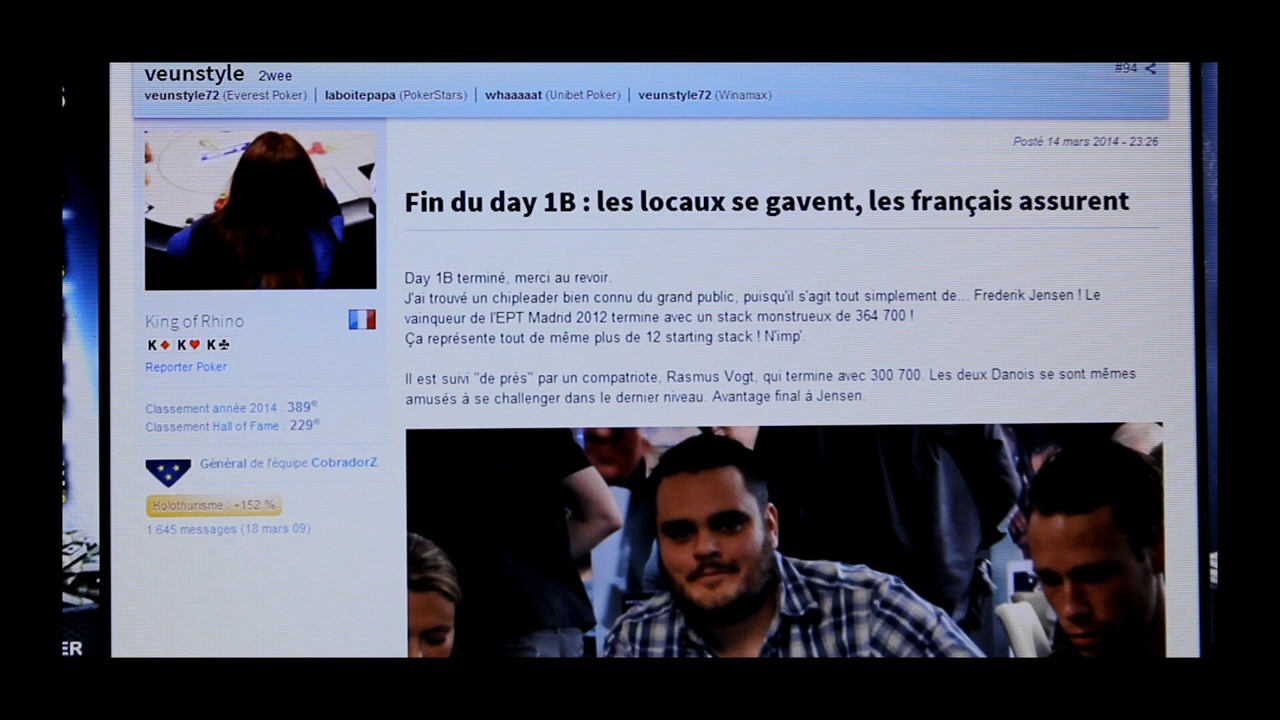 veunstyle 2wee
#94
veunstyle72 (Everest Poker) | laboitepapa (PokerStars) | whaaaaat (Unibet Poker) | veunstyle72 (Winamax)
Posté 14 mars 2014 - 23:26
King of Rhino
K♦ K♥ K♣
Reporter Poker
Classement année 2014 : 389e
Classement Hall of Fame : 229e
Général de l'équipe CobradorZ
Holothurisme : +152 %
1 645 messages (18 mars 09)
Fin du day 1B : les locaux se gavent, les français assurent
Day 1B terminé, merci au revoir.
J'ai trouvé un chipleader bien connu du grand public, puisqu'il s'agit tout simplement de... Frederik Jensen ! Le
vainqueur de l'EPT Madrid 2012 termine avec un stack monstrueux de 364 700 !
Ça représente tout de même plus de 12 starting stack ! N'imp'.
Il est suivi "de près" par un compatriote, Rasmus Vogt, qui termine avec 300 700. Les deux Danois se sont mêmes
amusés à se challenger dans le dernier niveau. Avantage final à Jensen.
ER